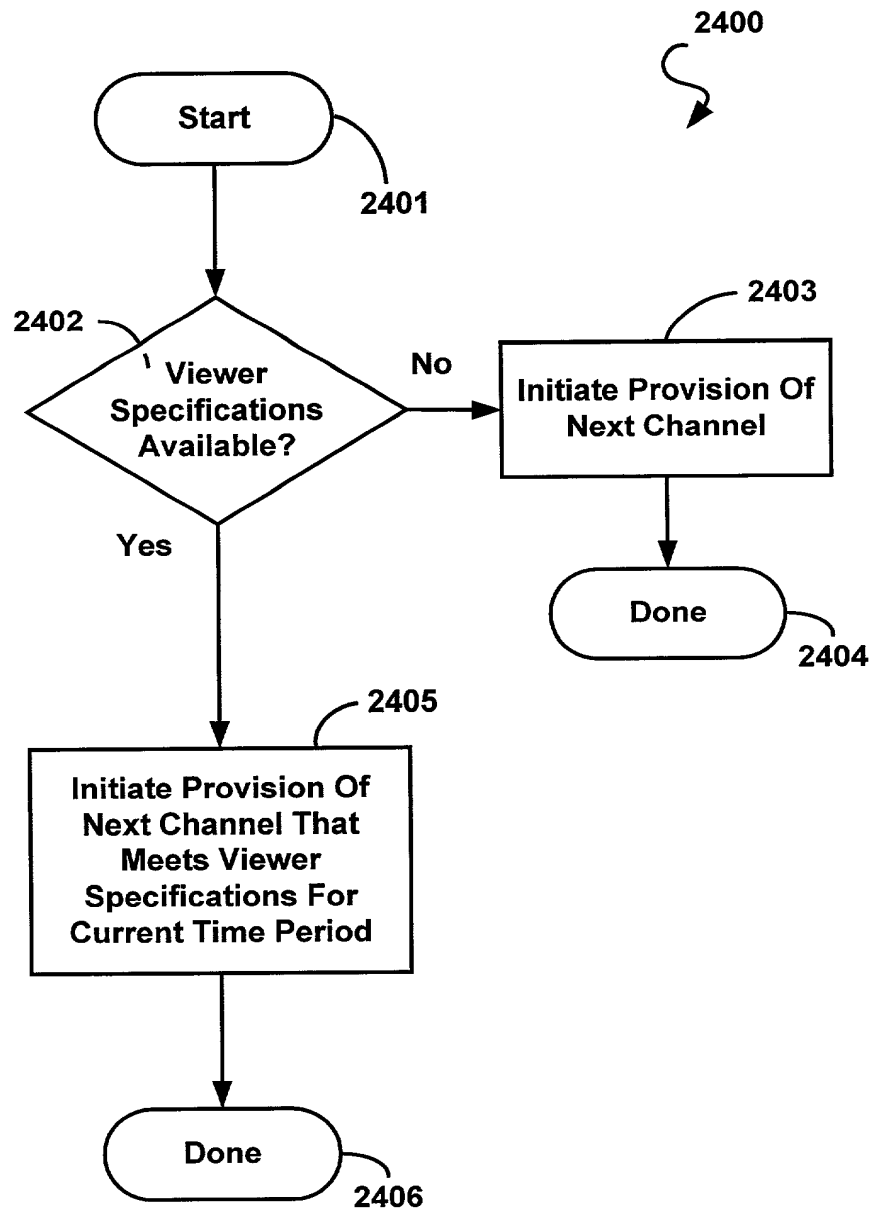 2400
Start
2401
2402
Viewer
Specifications
Available?
No
2403
Initiate Provision Of
Next Channel
Yes
Done
2404
2405
Initiate Provision Of
Next Channel That
Meets Viewer
Specifications For
Current Time Period
Done
2406